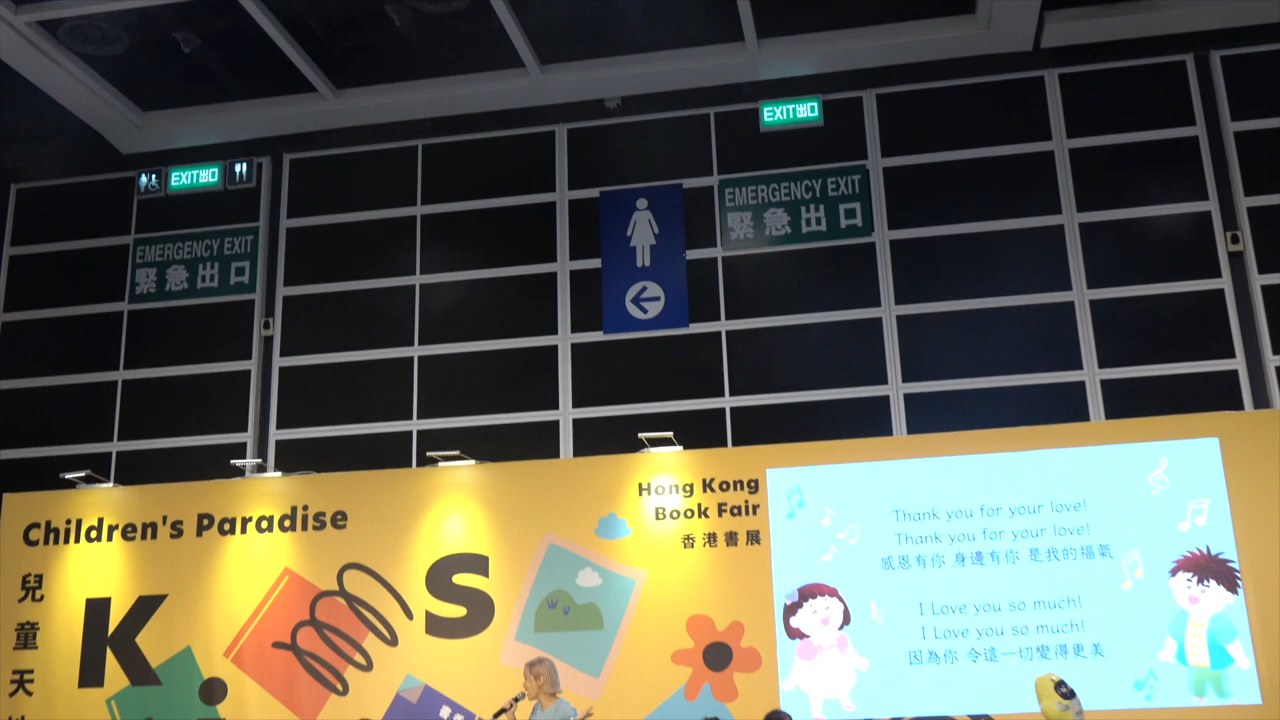 EXIT出口
EXIT出口
EMERGENCY EXIT
緊急出口
EMERGENCY EXIT
緊急出口
Children's Paradise
兒童天地
Hong Kong
Book Fair
香港書展
K
S
Thank you for your love!
Thank you for your love!
感恩有你 身邊有你 是我的福氣
I Love you so much!
I Love you so much!
因為你 令這一切變得更美